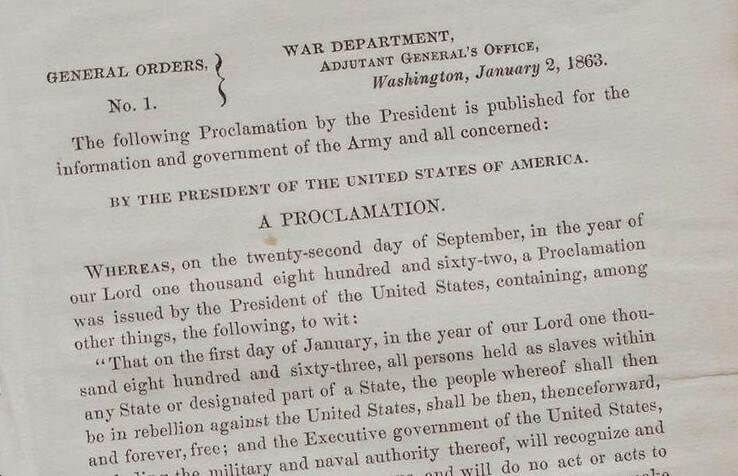 GENERAL ORDERS,
No. 1.
WAR DEPARTMENT,
ADJUTANT GENERAL'S OFFICE,
Washington, January 2, 1863.
The following Proclamation by the President is published for the
information and government of the Army and all concerned:
BY THE PRESIDENT OF THE UNITED STATES OF AMERICA.
A PROCLAMATION.
WHEREAS, on the twenty-second day of September, in the year of
our Lord one thousand eight hundred and sixty-two, a Proclamation
was issued by the President of the United States, containing, among
other things, the following, to wit:
"That on the first day of January, in the year of our Lord one thou-
sand eight hundred and sixty-three, all persons held as slaves within
any State or designated part of a State, the people whereof shall then
be in rebellion against the United States, shall be then, thenceforward,
and forever, free; and the Executive government of the United States,
the military and naval authority thereof, will recognize and
and will do no act or acts to